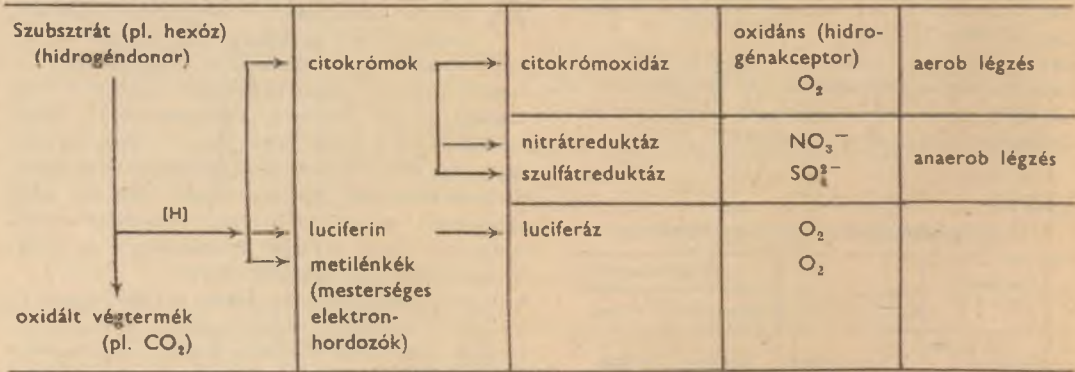 Szubsztrát (pl. hexóz)
(hidrogéndonor)
[H]
oxidált végtermék
(pl. CO₂)
citokrómok
luciferin
metilénkék
(mesterséges
elektron-
hordozók)
citokrómoxidáz
nitrátreduktáz
szulfátreduktáz
luciferáz
oxidáns (hidro-
génakceptor)
O₂
NO₃⁻
SO₄²⁻
O₂
O₂
aerob légzés
anaerob légzés